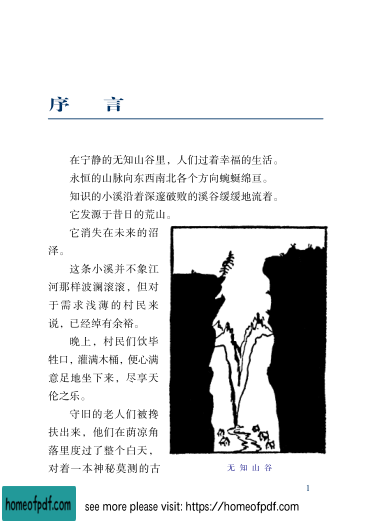 序 言
在宁静的无知山谷里，人们过着幸福的生活。
永恒的山脉向东西南北各个方向蜿蜒绵亘。
知识的小溪沿着深邃破败的溪谷缓缓地流着。
它发源于昔日的荒山。
它消失在未来的沼
泽。
这条小溪并不象江
河那样波澜滚滚，但对
于需求浅薄的村民来
说，已经绰有余裕。
晚上，村民们饮毕
牲口，灌满木桶，便心满
意足地坐下来，尽享天
伦之乐。
守旧的老人们被搀
扶出来，他们在荫凉角
落里度过了整个白天，
对着一本神秘莫测的古
无知山谷
1
homeofpdf.com
see more please visit: https://homeofpdf.com